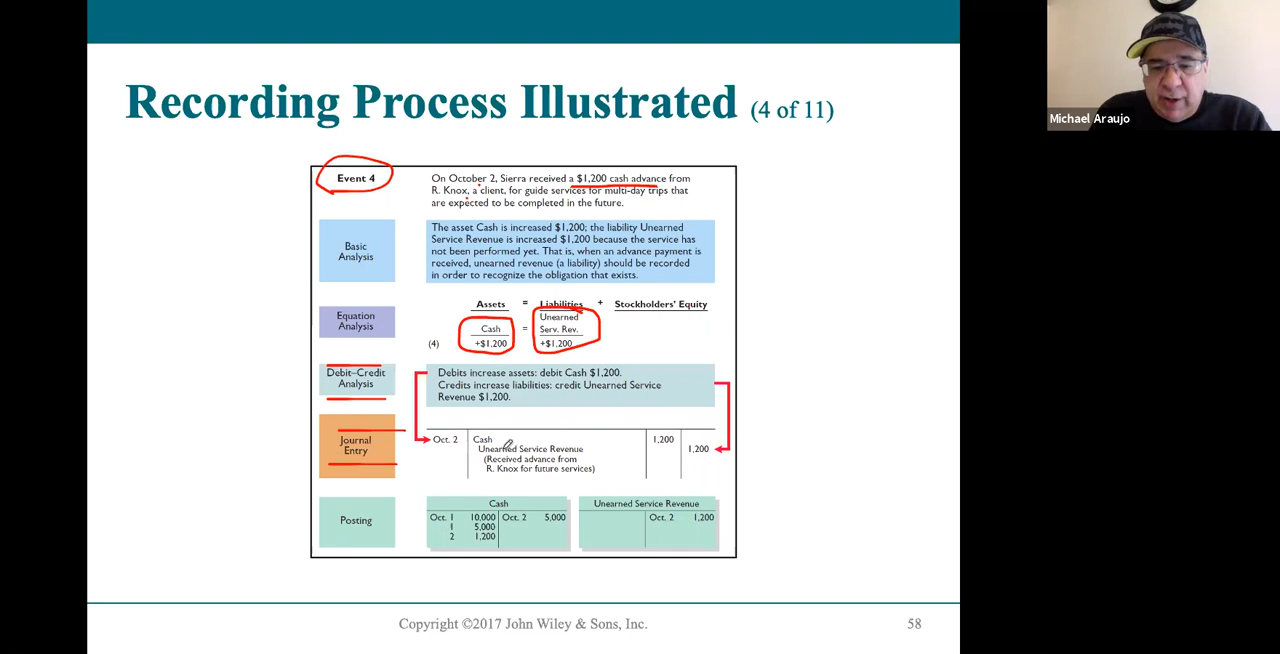 Recording Process Illustrated (4 of 11)
Michael Araujo
Event 4
On October 2, Sierra received a $1,200 cash advance from
R. Knox, a client, for guide services for multi-day trips that
are expected to be completed in the future.
Basic
Analysis
The asset Cash is increased $1,200; the liability Unearned
Service Revenue is increased $1,200 because the service has
not been performed yet. That is, when an advance payment is
received, unearned revenue (a liability) should be recorded
in order to recognize the obligation that exists.
Equation
Analysis
Assets = Liabilities + Stockholders' Equity
Unearned
Cash = Serv. Rev.
(4) +$1,200 +$1,200
Debit–Credit
Analysis
Debits increase assets: debit Cash $1,200.
Credits increase liabilities: credit Unearned Service
Revenue $1,200.
Journal
Entry
Oct. 2 Cash 1,200
Unearned Service Revenue 1,200
(Received advance from
R. Knox for future services)
Posting
Cash
Oct. 1 10,000 Oct. 2 5,000
1 5,000
2 1,200
Unearned Service Revenue
Oct. 2 1,200
Copyright ©2017 John Wiley & Sons, Inc.
58